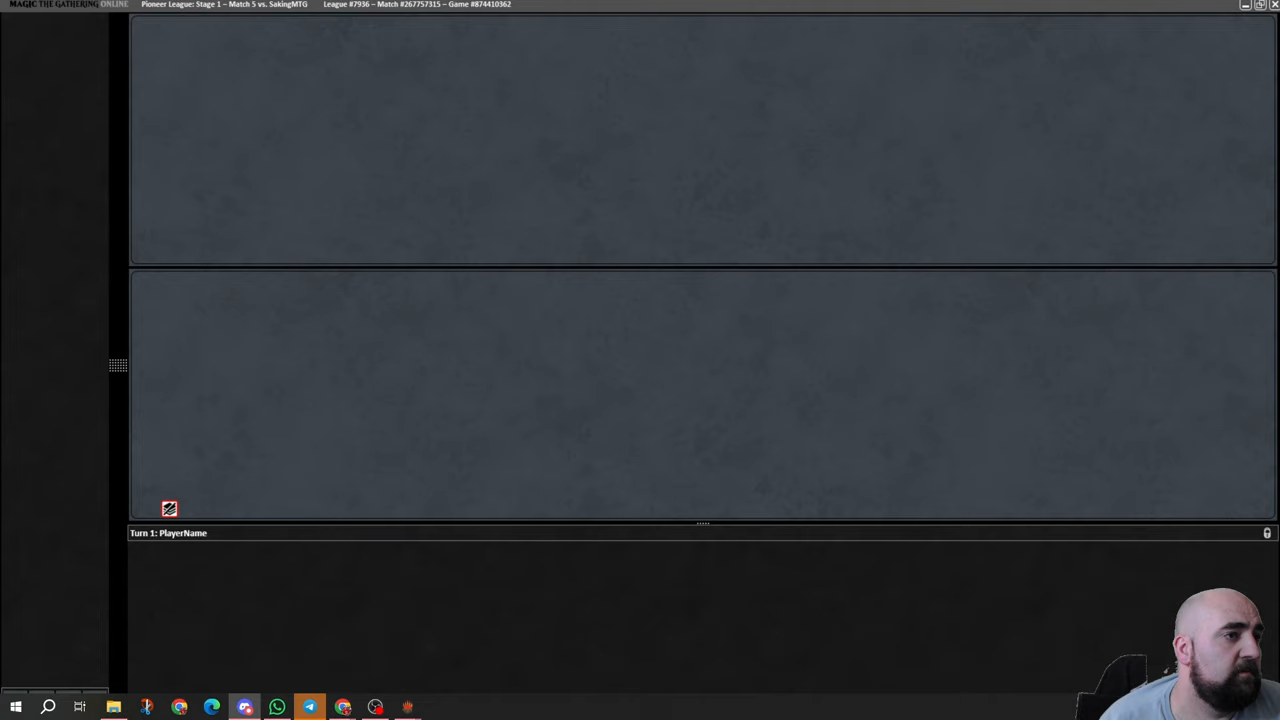 MAGIC THE GATHERING ONLINE Pioneer League: Stage 1 – Match 5 vs. SakingMTG League #7936 – Match #267757315 – Game #874410362
Turn 1: PlayerName